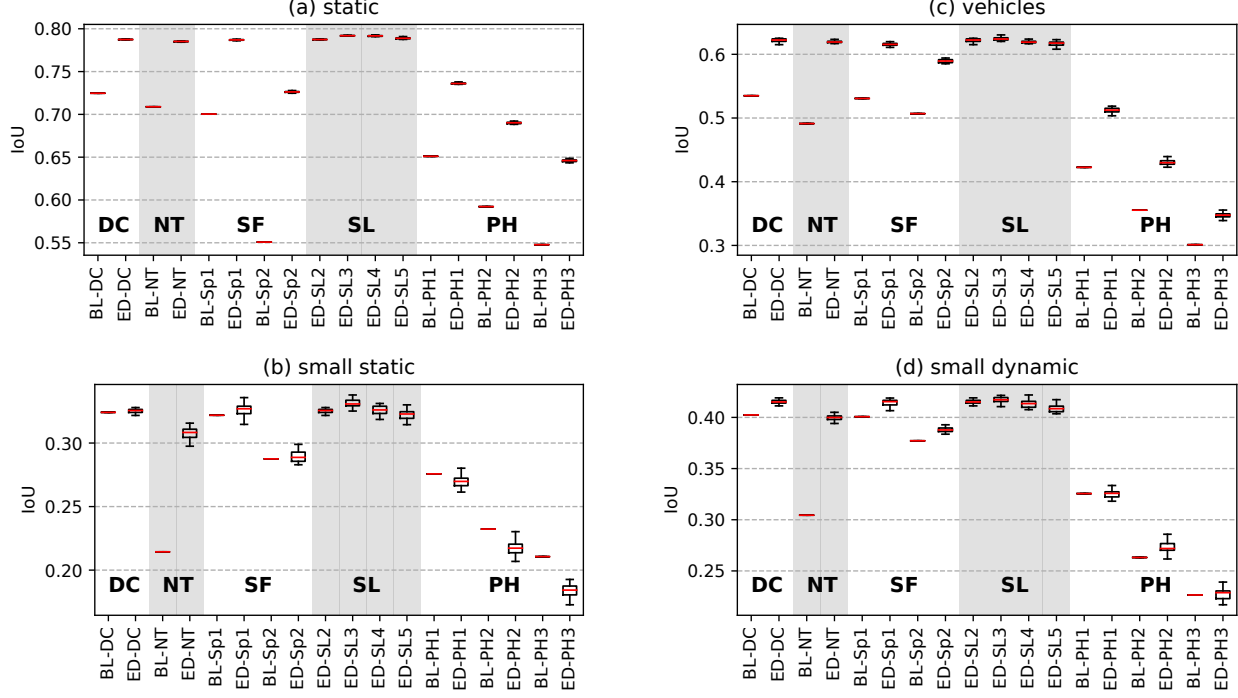 (a) static
IoU
0.80
0.75
0.70
0.65
0.60
0.55
DC NT SF SL PH
BL-DC
ED-DC
BL-NT
ED-NT
BL-Sp1
ED-Sp1
BL-Sp2
ED-Sp2
ED-SL2
ED-SL3
ED-SL4
ED-SL5
BL-PH1
ED-PH1
BL-PH2
ED-PH2
BL-PH3
ED-PH3
(b) small static
IoU
0.30
0.25
0.20
DC NT SF SL PH
BL-DC
ED-DC
BL-NT
ED-NT
BL-Sp1
ED-Sp1
BL-Sp2
ED-Sp2
ED-SL2
ED-SL3
ED-SL4
ED-SL5
BL-PH1
ED-PH1
BL-PH2
ED-PH2
BL-PH3
ED-PH3
(c) vehicles
IoU
0.6
0.5
0.4
0.3
DC NT SF SL PH
BL-DC
ED-DC
BL-NT
ED-NT
BL-Sp1
ED-Sp1
BL-Sp2
ED-Sp2
ED-SL2
ED-SL3
ED-SL4
ED-SL5
BL-PH1
ED-PH1
BL-PH2
ED-PH2
BL-PH3
ED-PH3
(d) small dynamic
IoU
0.40
0.35
0.30
0.25
DC NT SF SL PH
BL-DC
ED-DC
BL-NT
ED-NT
BL-Sp1
ED-Sp1
BL-Sp2
ED-Sp2
ED-SL2
ED-SL3
ED-SL4
ED-SL5
BL-PH1
ED-PH1
BL-PH2
ED-PH2
BL-PH3
ED-PH3